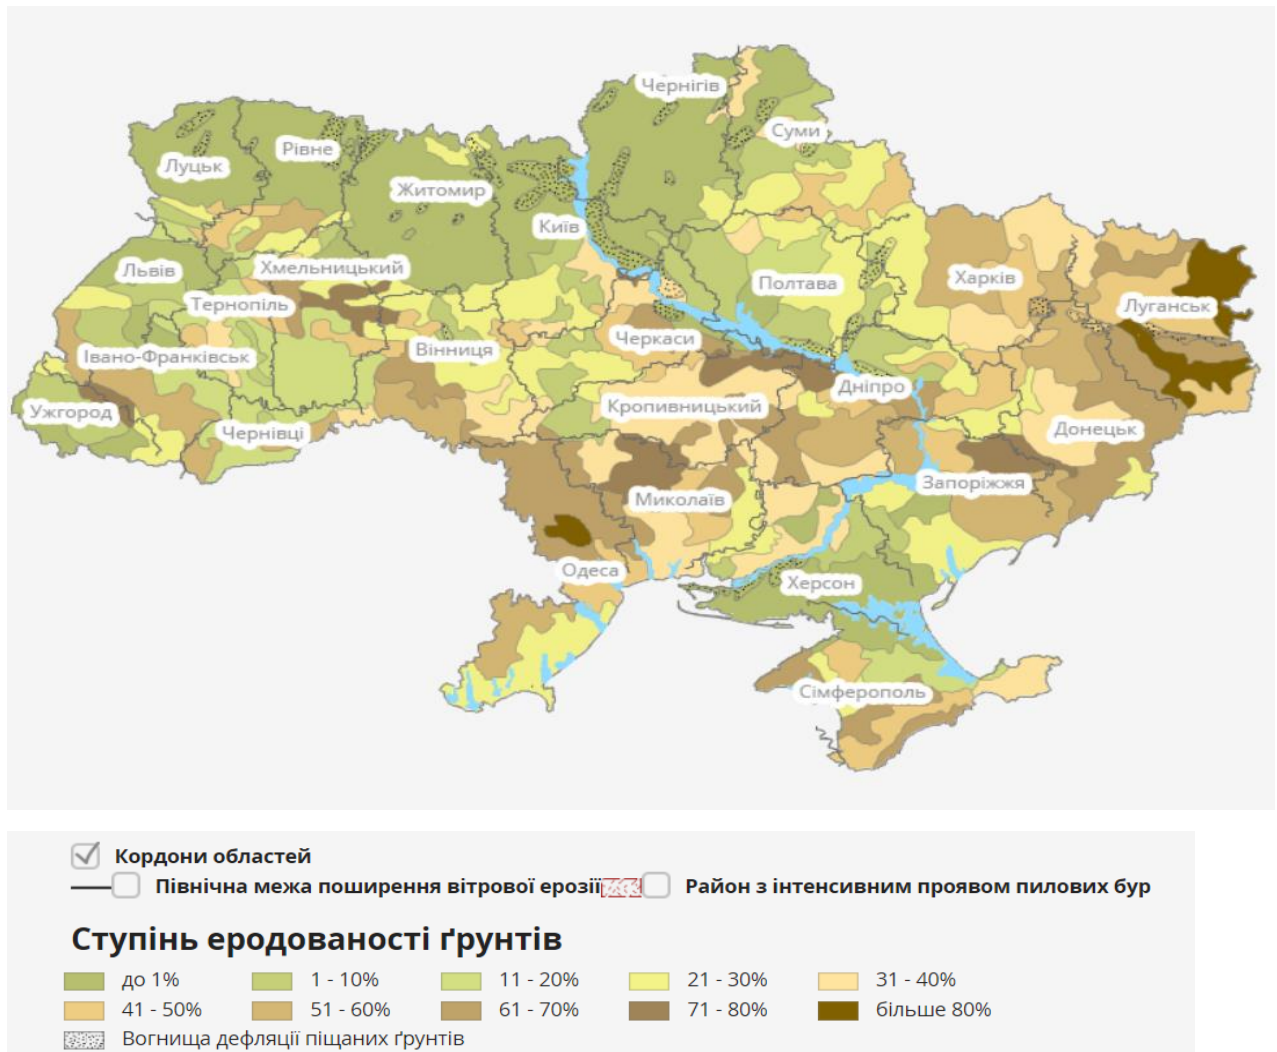 Чернігів
Суми
Рівне
Луцьк
Житомир
Київ
Львів
Хмельницький
Полтава
Харків
Тернопіль
Луганськ
Черкаси
Вінниця
Івано-Франківськ
Дніпро
Ужгород
Кропивницький
Чернівці
Донецьк
Запоріжжя
Миколаїв
Одеса
Херсон
Сімферополь
Кордони областей
Північна межа поширення вітрової ерозії Район з інтенсивним проявом пилових бур
Ступінь еродованості ґрунтів
до 1% 1 - 10% 11 - 20% 21 - 30% 31 - 40%
41 - 50% 51 - 60% 61 - 70% 71 - 80% більше 80%
Вогнища дефляції піщаних ґрунтів